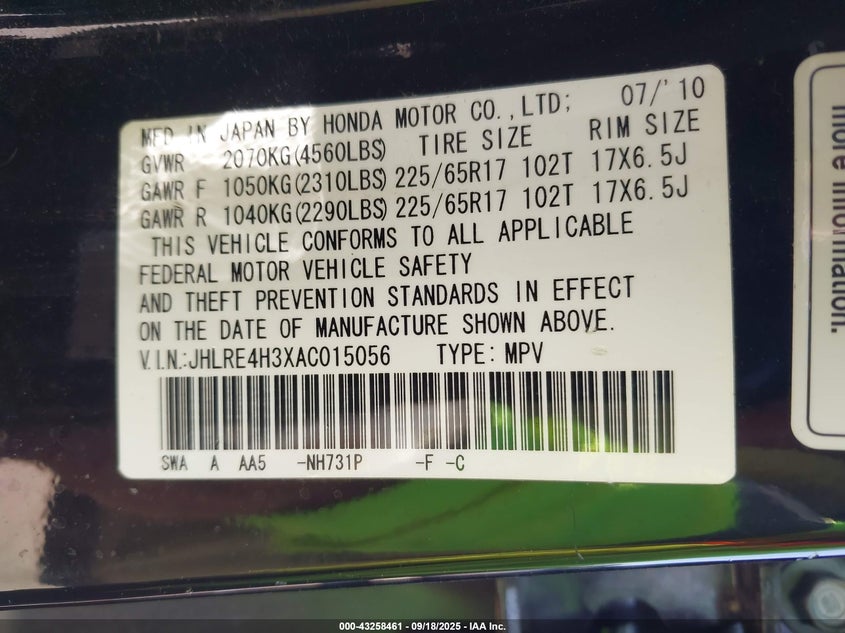 MFD IN JAPAN BY HONDA MOTOR CO.,LTD; 07/'10
GVWR 2070KG(4560LBS) TIRE SIZE RIM SIZE
GAWR F 1050KG(2310LBS) 225/65R17 102T 17X6.5J
GAWR R 1040KG(2290LBS) 225/65R17 102T 17X6.5J
THIS VEHICLE CONFORMS TO ALL APPLICABLE
FEDERAL MOTOR VEHICLE SAFETY
AND THEFT PREVENTION STANDARDS IN EFFECT
ON THE DATE OF MANUFACTURE SHOWN ABOVE.
V.I.N.:JHLRE4H3XAC015056 TYPE: MPV
SWA A AA5 -NH731P -F -C
more information.
000-43258461 - 09/18/2025 - IAA Inc.